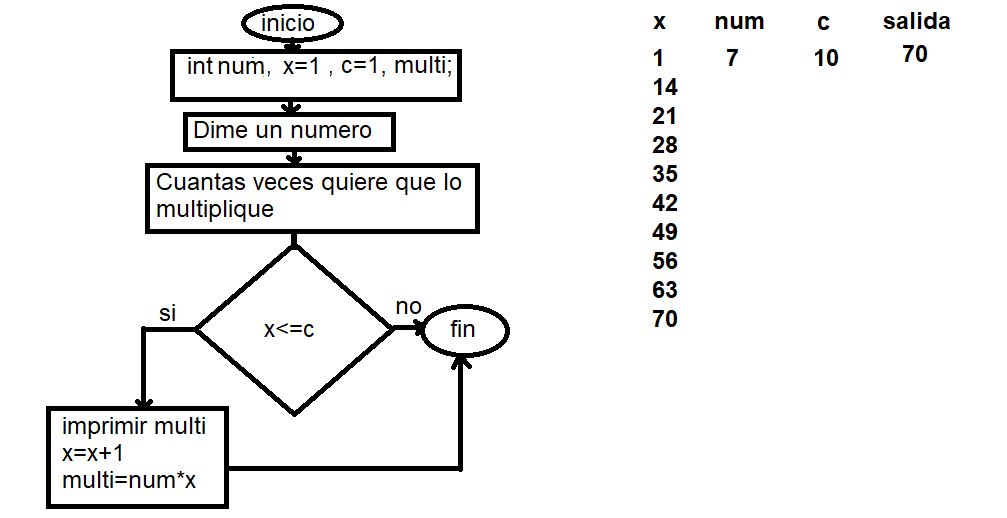 inicio
int num, x=1 , c=1, multi;
Dime un numero
Cuantas veces quiere que lo
multiplique
si
x<=c
no
fin
imprimir multi
x=x+1
multi=num*x
x num c salida
1 7 10 70
14
21
28
35
42
49
56
63
70